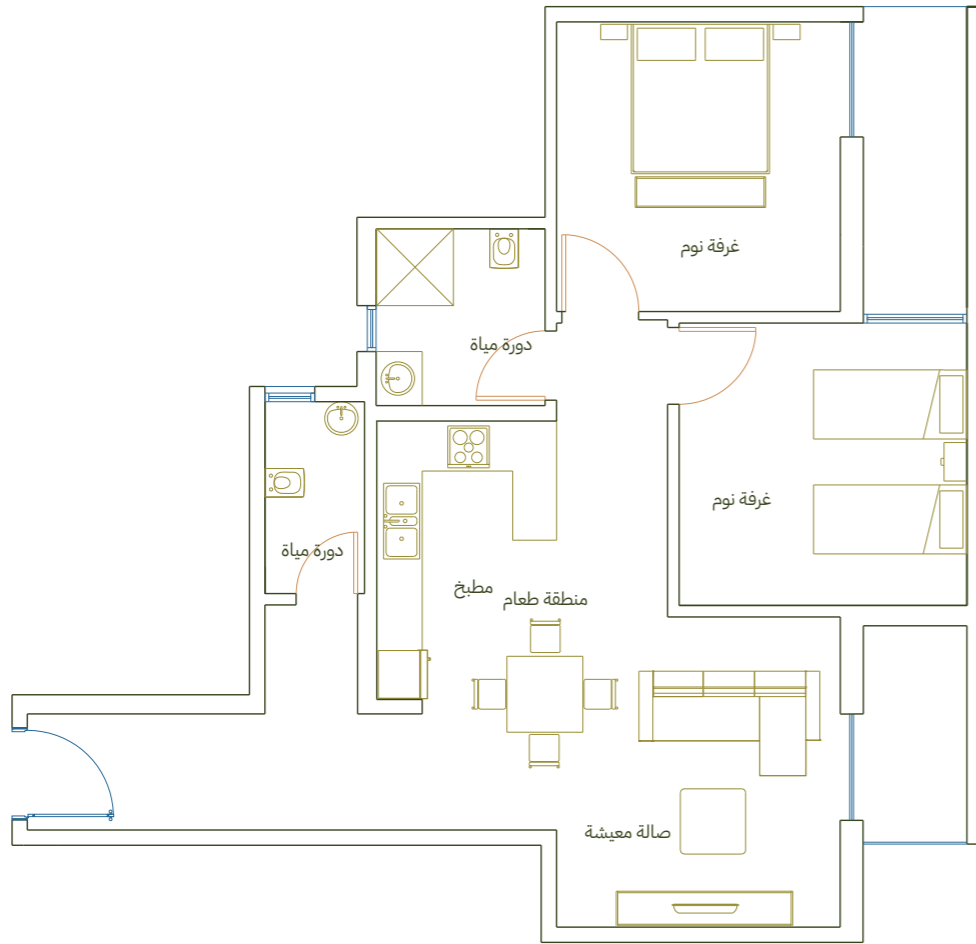 غرفة نوم
دورة مياة
غرفة نوم
دورة مياة
مطبخ
منطقة طعام
صالة معيشة